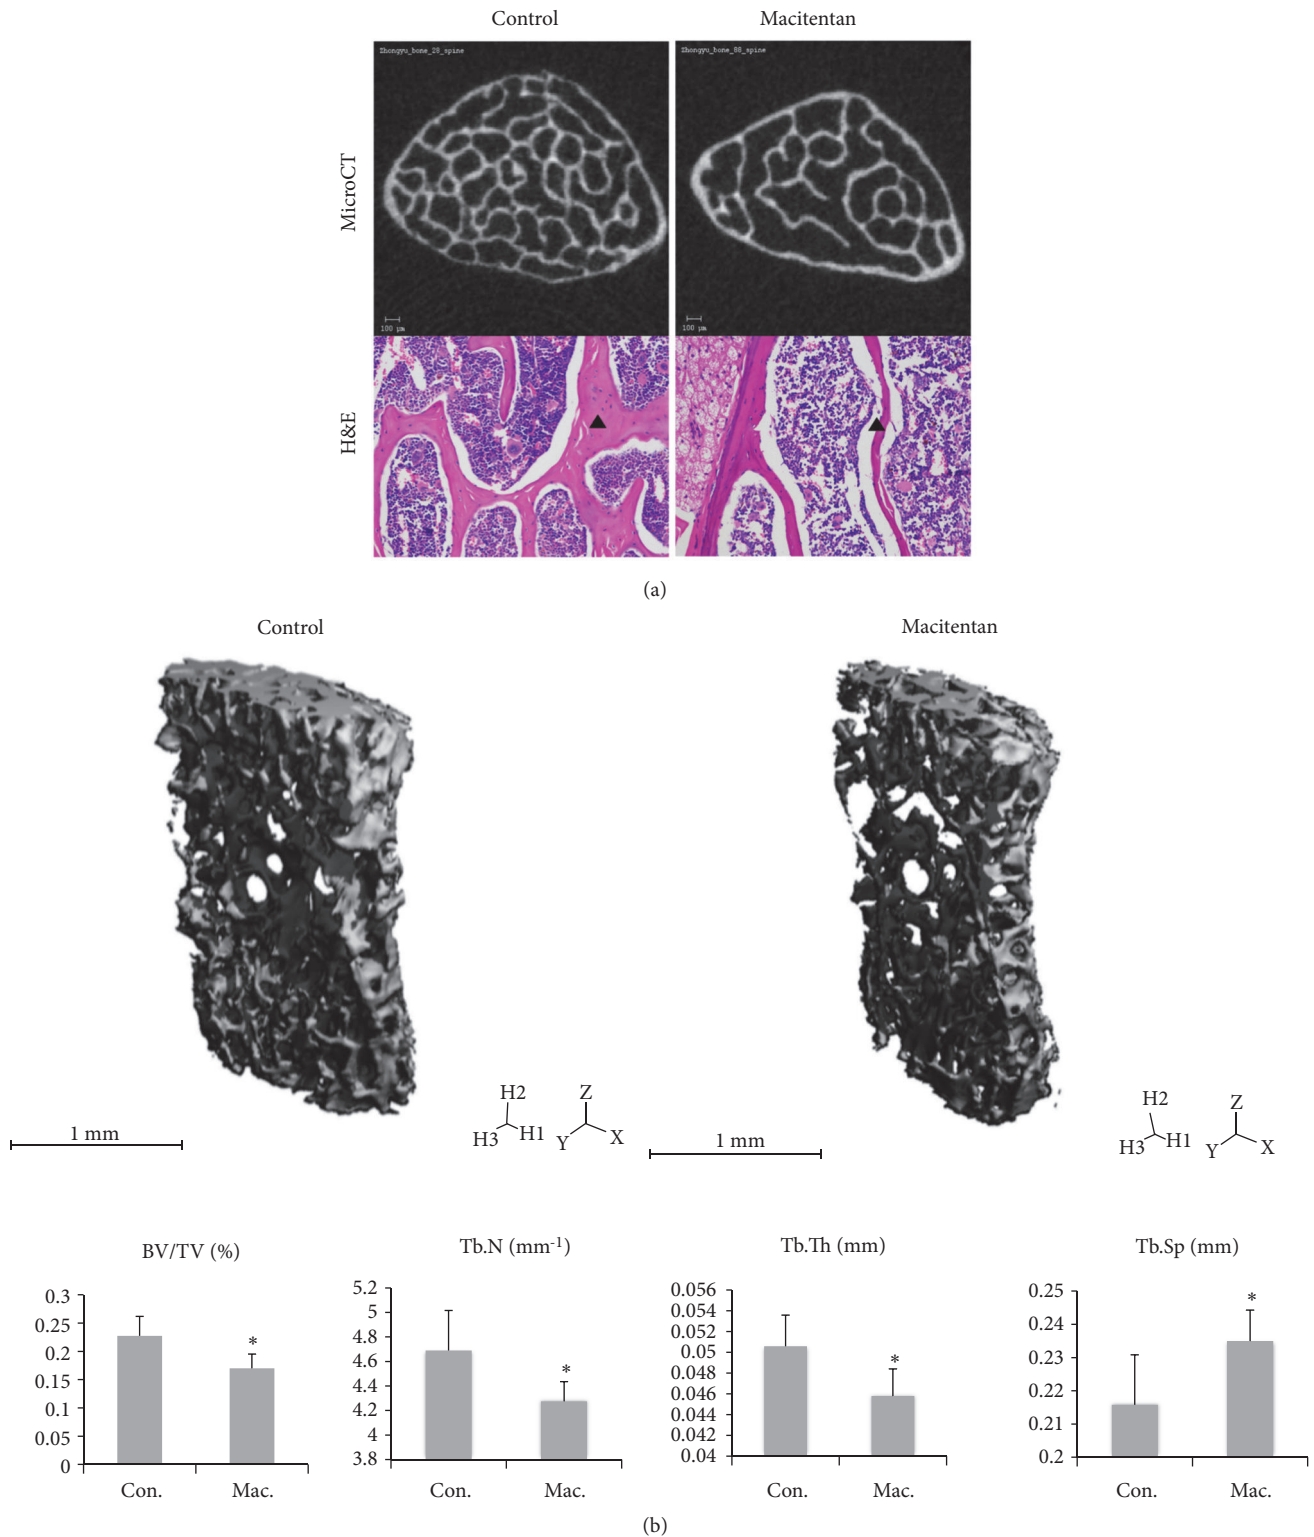 Control
Macitentan
MicroCT
Zhongyu_bone_28_spine
100 μm
Zhongyu_bone_88_spine
100 μm
H&E
(a)
Control
Macitentan
1 mm
H2
H3
H1
Z
Y
X
1 mm
H2
H3
H1
Z
Y
X
BV/TV (%)
0.3
0.25
0.2
0.15
0.1
0.05
0
*
Con.
Mac.
Tb.N (mm⁻¹)
5.2
5
4.8
4.6
4.4
4.2
4
3.8
*
Con.
Mac.
Tb.Th (mm)
0.056
0.054
0.052
0.05
0.048
0.046
0.044
0.042
0.04
*
Con.
Mac.
Tb.Sp (mm)
0.25
0.24
0.23
0.22
0.21
0.2
*
Con.
Mac.
(b)